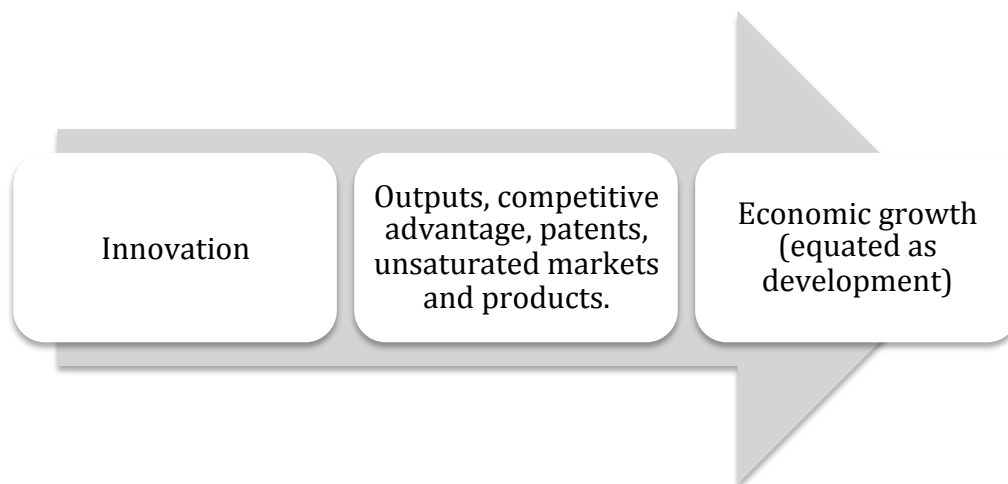 Innovation
Outputs, competitive
advantage, patents,
unsaturated markets
and products.
Economic growth
(equated as
development)